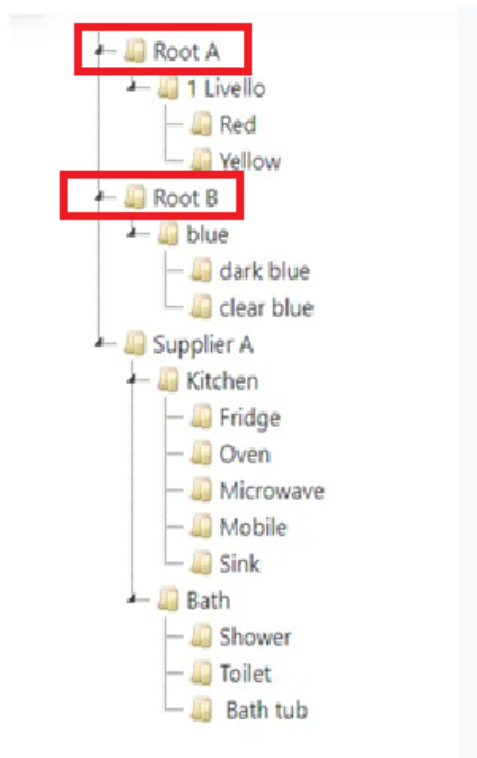 Root A
1 Livello
Red
Yellow
Root B
blue
dark blue
clear blue
Supplier A
Kitchen
Fridge
Oven
Microwave
Mobile
Sink
Bath
Shower
Toilet
Bath tub